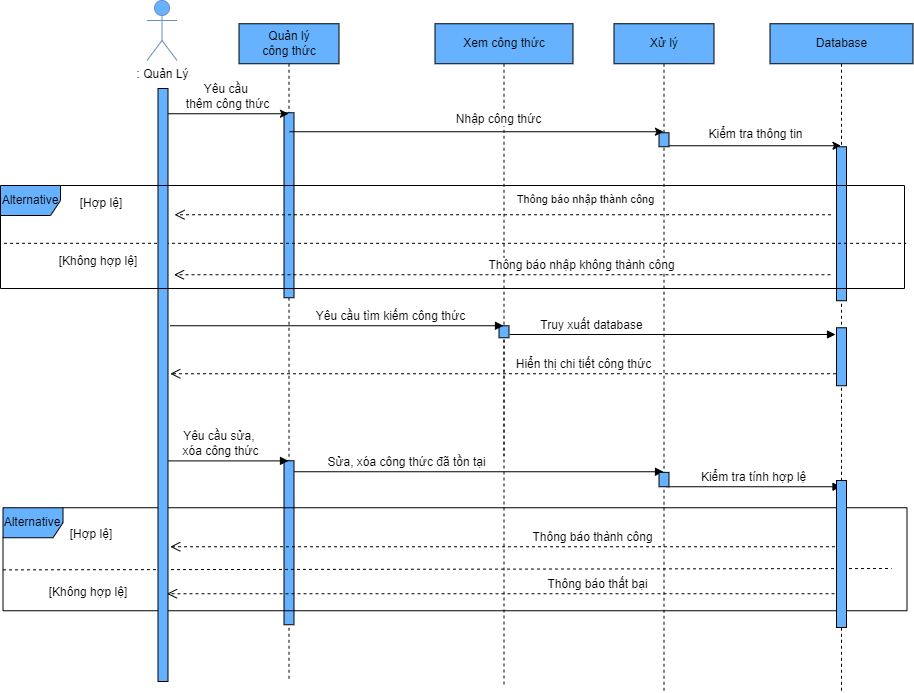 Quản lý
công thức
Xem công thức
Xử lý
Database
: Quản Lý
Yêu cầu
thêm công thức
Nhập công thức
Kiểm tra thông tin
Alternative
[Hợp lệ]
Thông báo nhập thành công
[Không hợp lệ]
Thông báo nhập không thành công
Yêu cầu tìm kiếm công thức
Truy xuất database
Hiển thị chi tiết công thức
Yêu cầu sửa,
xóa công thức
Sửa, xóa công thức đã tồn tại
Kiểm tra tính hợp lệ
Alternative
[Hợp lệ]
Thông báo thành công
[Không hợp lệ]
Thông báo thất bại